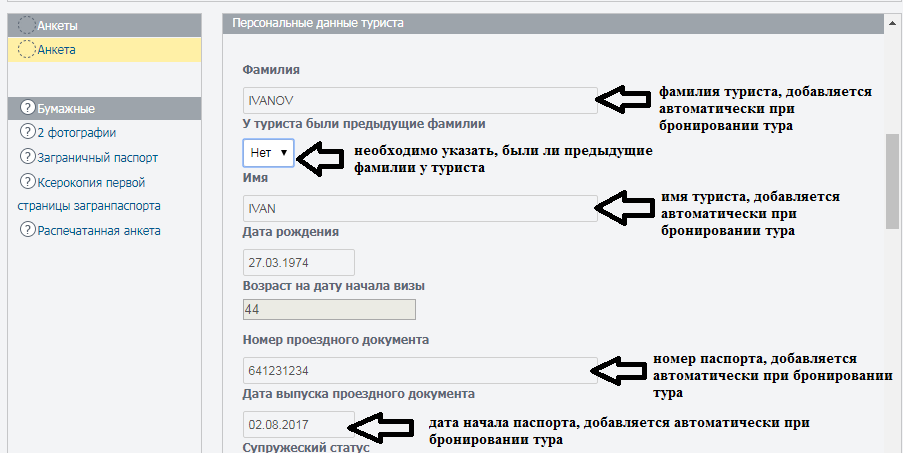 Анкеты
Анкета
Бумажные
2 фотографии
Заграничный паспорт
Ксерокопия первой
страницы загранпаспорта
Распечатанная анкета
Персональные данные туриста
Фамилия
IVANOV
фамилия туриста, добавляется
автоматически при
бронировании тура
У туриста были предыдущие фамилии
Нет
необходимо указать, были ли предыдущие
фамилии у туриста
Имя
IVAN
имя туриста, добавляется
автоматически при
бронировании тура
Дата рождения
27.03.1974
Возраст на дату начала визы
44
Номер проездного документа
641231234
номер паспорта, добавляется
автоматически при бронировании
тура
Дата выпуска проездного документа
02.08.2017
дата начала паспорта, добавляется автоматически при
бронировании тура
Супружеский статус